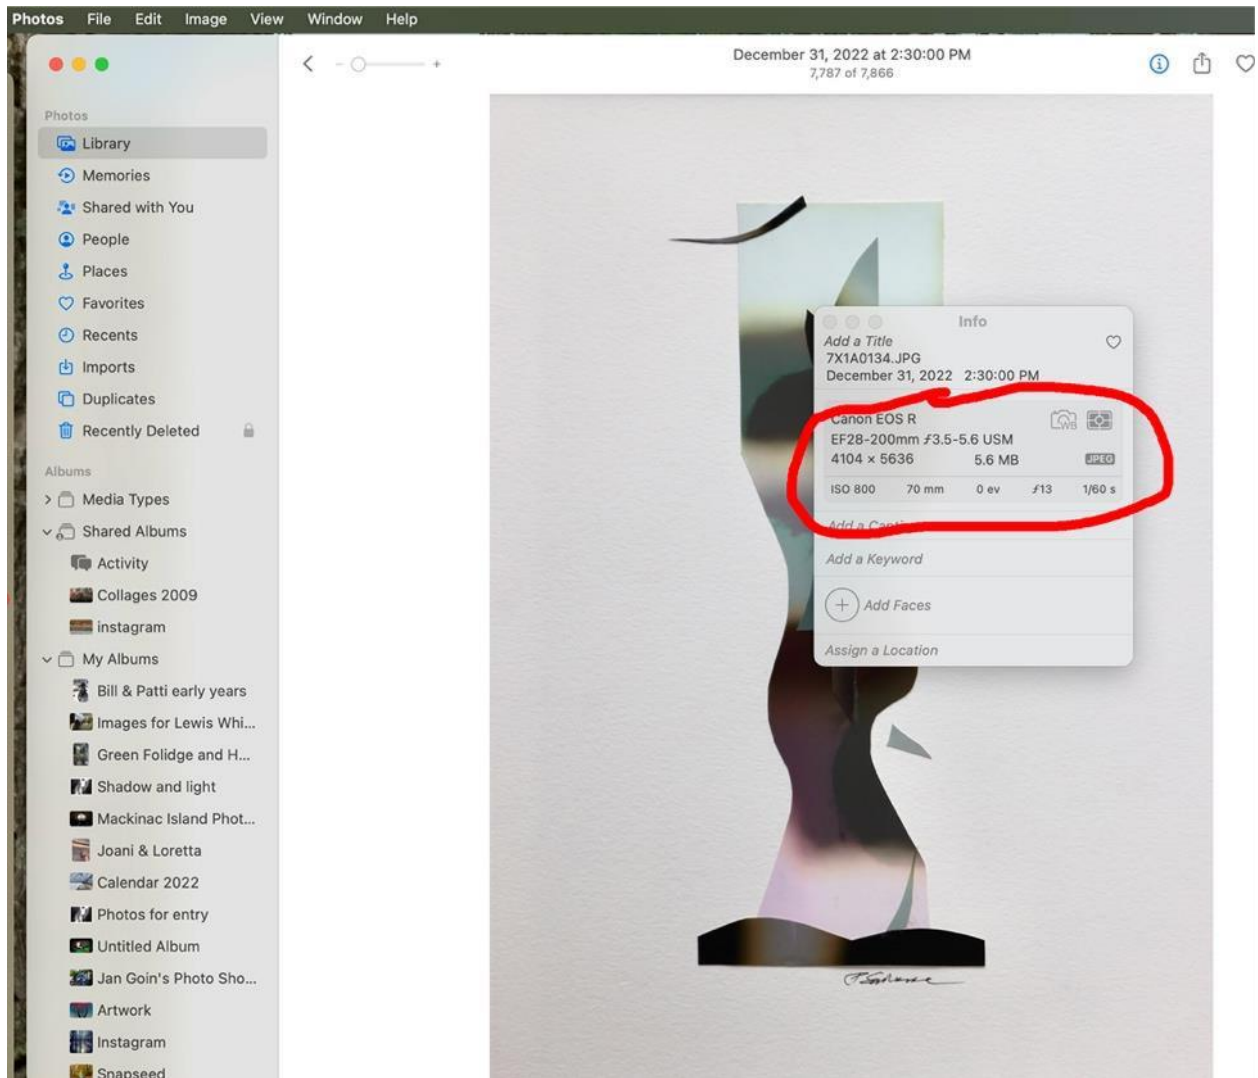 Photos File Edit Image View Window Help
December 31, 2022 at 2:30:00 PM
7,787 of 7,866
Photos
Library
Memories
Shared with You
People
Places
Favorites
Recents
Imports
Duplicates
Recently Deleted
Albums
Media Types
Shared Albums
Activity
Collages 2009
instagram
My Albums
Bill & Patti early years
Images for Lewis Whi...
Green Folidge and H...
Shadow and light
Mackinac Island Phot...
Joani & Loretta
Calendar 2022
Photos for entry
Untitled Album
Jan Goin's Photo Sho...
Artwork
Instagram
Snapseed
Info
Add a Title
7X1A0134.JPG
December 31, 2022 2:30:00 PM
Canon EOS R
WB
EF28-200mm ƒ3.5-5.6 USM
4104 × 5636 5.6 MB JPEG
ISO 800 70 mm 0 ev ƒ13 1/60 s
Add a Capti
Add a Keyword
Add Faces
Assign a Location